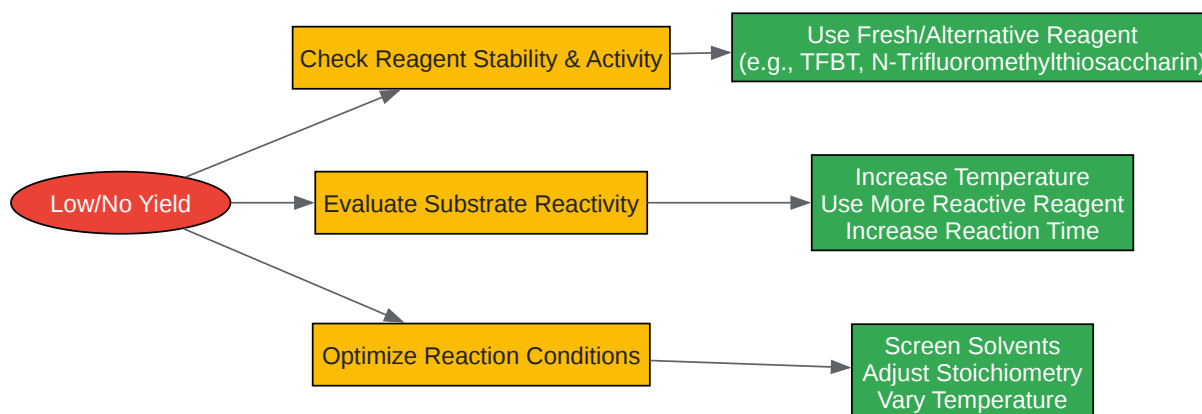 Low/No Yield
Check Reagent Stability & Activity
Use Fresh/Alternative Reagent
(e.g., TFBT, N-Trifluoromethylthiosaccharin)
Evaluate Substrate Reactivity
Increase Temperature
Use More Reactive Reagent
Increase Reaction Time
Optimize Reaction Conditions
Screen Solvents
Adjust Stoichiometry
Vary Temperature